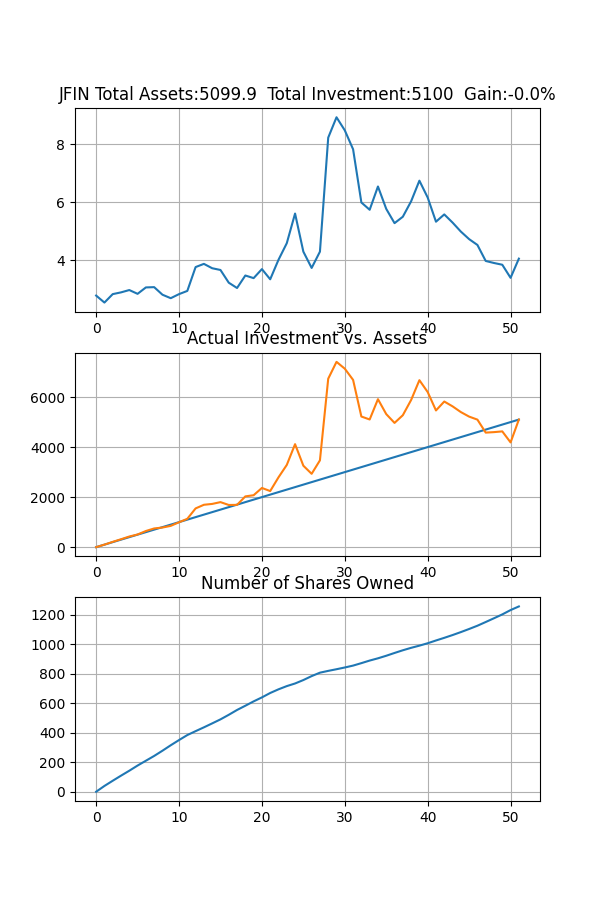 JFIN Total Assets:5099.9  Total Investment:5100  Gain:-0.0%
8
6
4
0 10 20 30 40 50
Actual Investment vs. Assets
6000
4000
2000
0
0 10 20 30 40 50
Number of Shares Owned
1200
1000
800
600
400
200
0
0 10 20 30 40 50